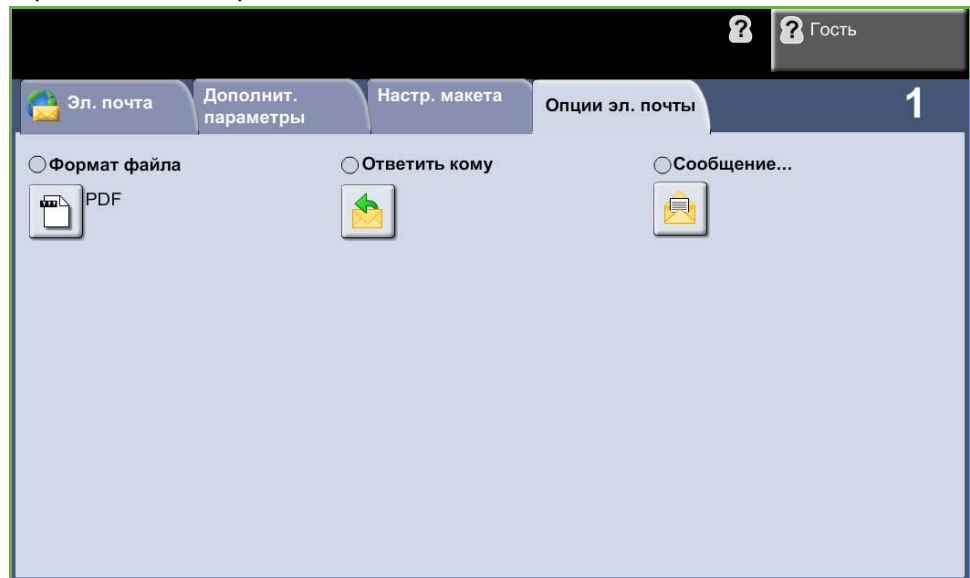 Гость
Эл. почта
Дополнит.
параметры
Настр. макета
Опции эл. почты
1
Формат файла
Ответить кому
Сообщение...
PDF